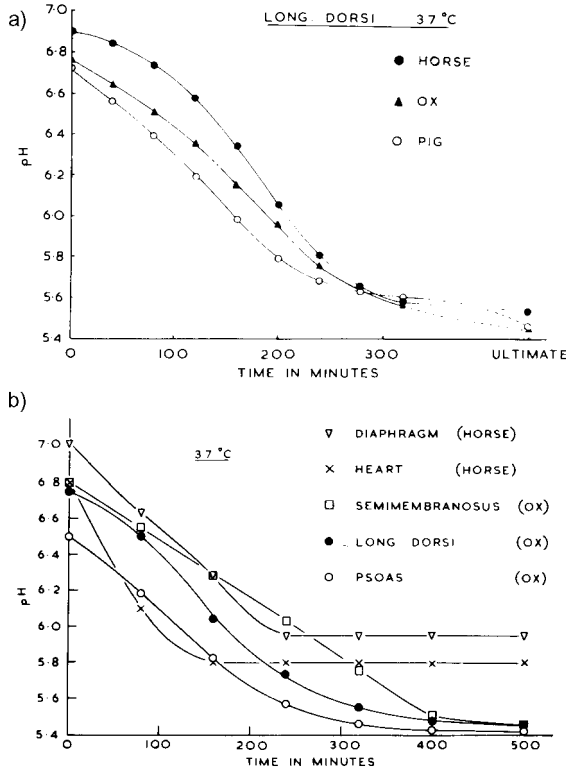 a)
LONG. DORSI 37°C
7.0
6.8
6.6
6.4
6.2
6.0
5.8
5.6
5.4
pH
HORSE
OX
PIG
0 100 200 300 ULTIMATE
TIME IN MINUTES
b)
37°C
7.0
6.8
6.6
6.4
6.2
6.0
5.8
5.6
5.4
pH
DIAPHRAGM (HORSE)
HEART (HORSE)
SEMIMEMBRANOSUS (OX)
LONG DORSI (OX)
PSOAS (OX)
0 100 200 300 400 500
TIME IN MINUTES